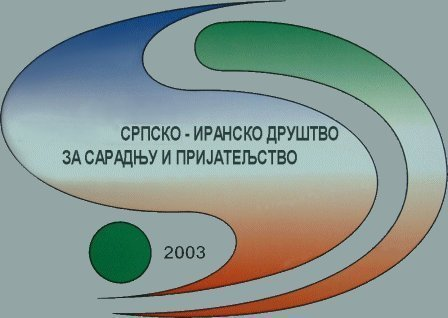 СРПСКО - ИРАНСКО ДРУШТВО
ЗА САРАДЊУ И ПРИЈАТЕЉСТВО
2003